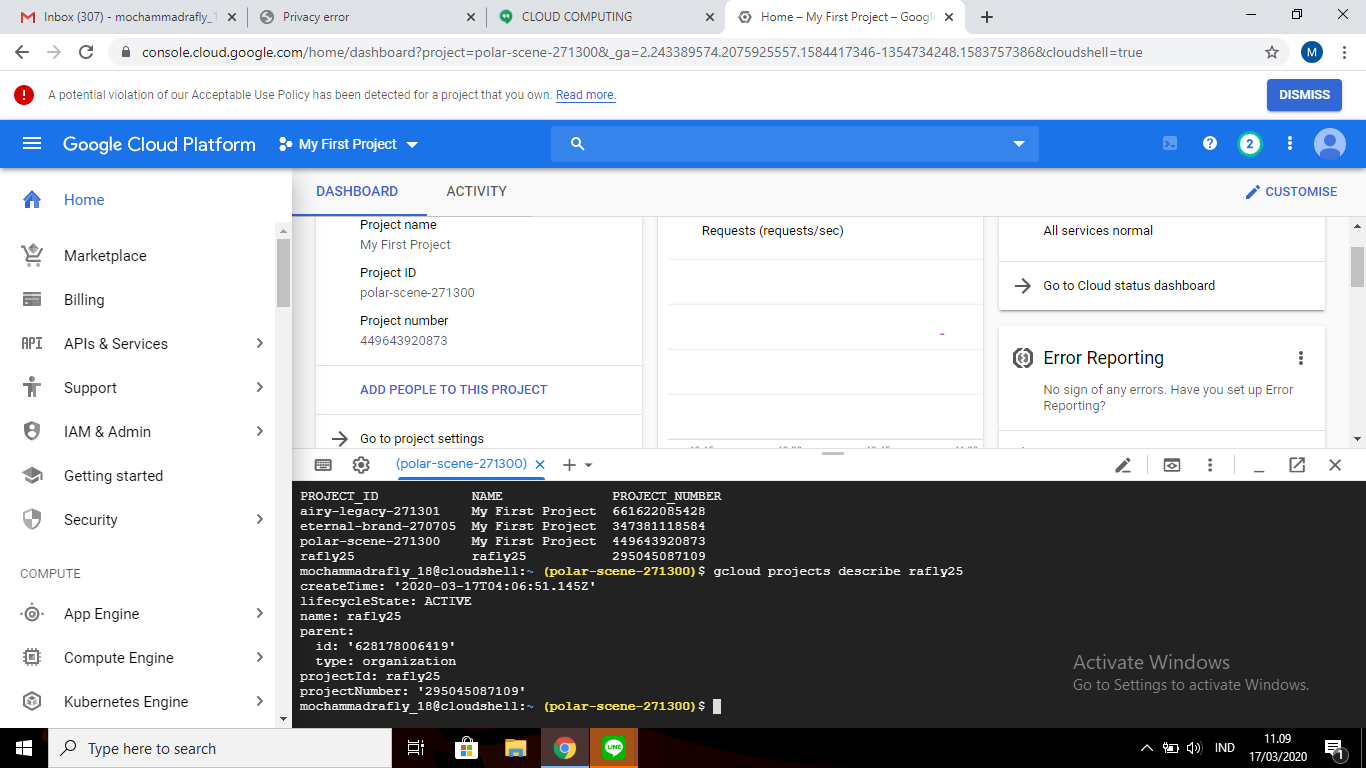 Inbox (307) - mochammadrafly_1
Privacy error
CLOUD COMPUTING
Home – My First Project – Google
console.cloud.google.com/home/dashboard?project=polar-scene-271300&_ga=2.243389574.2075925557.1584417346-1354734248.1583757386&cloudshell=true
M
A potential violation of our Acceptable Use Policy has been detected for a project that you own. Read more.
DISMISS
Google Cloud Platform
My First Project
2
Home
Marketplace
Billing
API APIs & Services
Support
IAM & Admin
Getting started
Security
COMPUTE
App Engine
Compute Engine
Kubernetes Engine
DASHBOARD
ACTIVITY
CUSTOMISE
Project name
My First Project
Project ID
polar-scene-271300
Project number
449643920873
ADD PEOPLE TO THIS PROJECT
Go to project settings
Requests (requests/sec)
All services normal
Go to Cloud status dashboard
Error Reporting
No sign of any errors. Have you set up Error
Reporting?
(polar-scene-271300)
PROJECT_ID NAME PROJECT_NUMBER
airy-legacy-271301 My First Project 661622085428
eternal-brand-270705 My First Project 347381118584
polar-scene-271300 My First Project 449643920873
rafly25 rafly25 295045087109
mochammadrafly_18@cloudshell:~ (polar-scene-271300)$ gcloud projects describe rafly25
createTime: '2020-03-17T04:06:51.145Z'
lifecycleState: ACTIVE
name: rafly25
parent:
id: '628178006419'
type: organization
projectId: rafly25
projectNumber: '295045087109'
mochammadrafly_18@cloudshell:~ (polar-scene-271300)$
Activate Windows
Go to Settings to activate Windows.
Type here to search
LINE
IND
11.09
17/03/2020
1